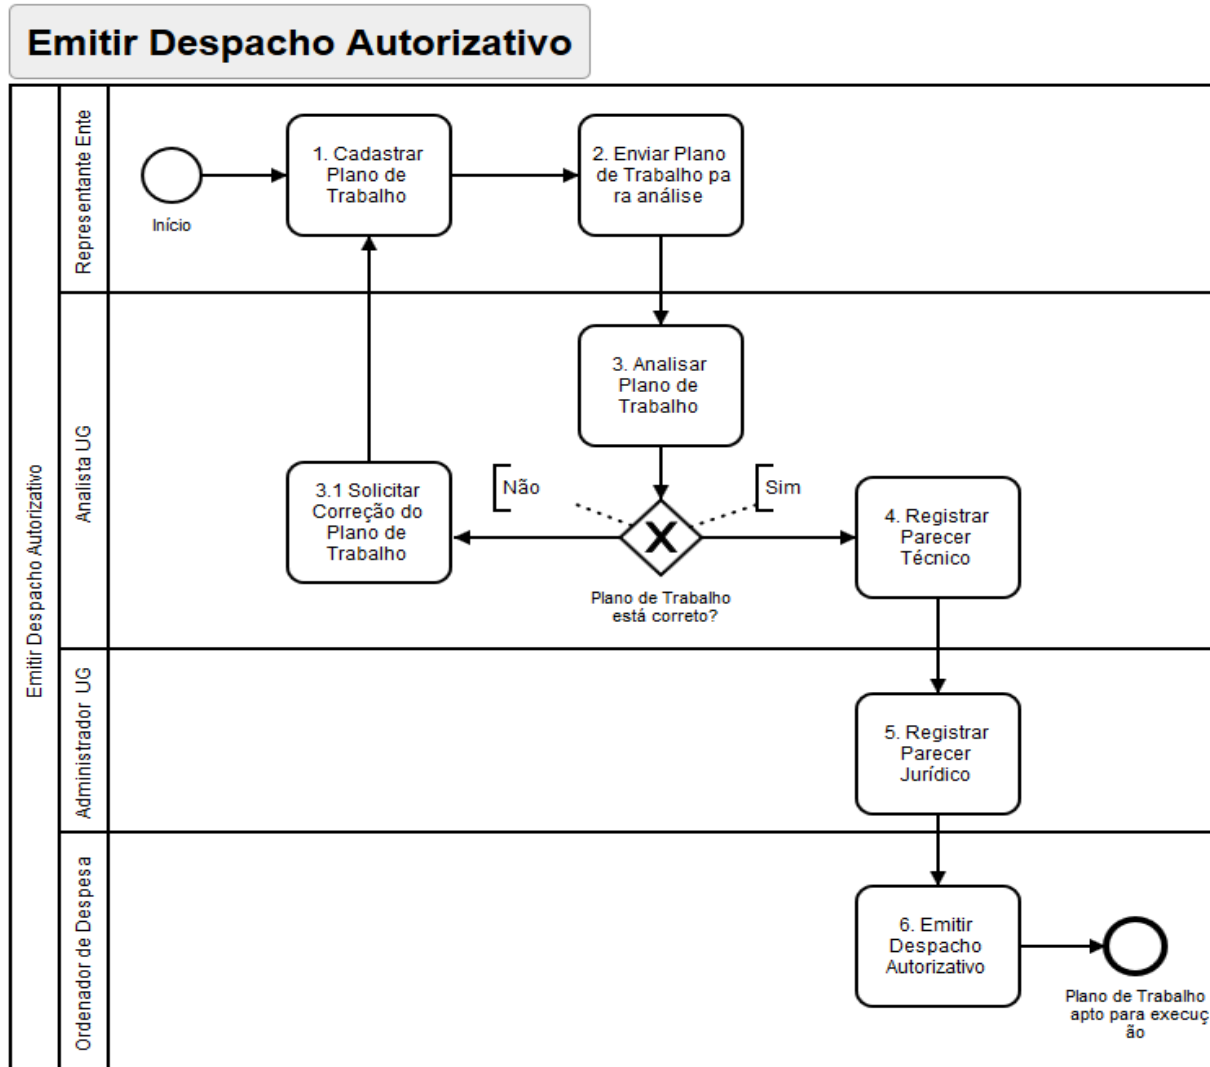 Emitir Despacho Autorizativo
Emitir Despacho Autorizativo
Representante Ente
Início
1. Cadastrar
Plano de
Trabalho
2. Enviar Plano
de Trabalho pa
ra análise
Analista UG
3. Analisar
Plano de
Trabalho
3.1 Solicitar
Correção do
Plano de
Trabalho
Não
Sim
Plano de Trabalho
está correto?
4. Registrar
Parecer
Técnico
Administrador UG
5. Registrar
Parecer
Jurídico
Ordenador de Despesa
6. Emitir
Despacho
Autorizativo
Plano de Trabalho
apto para execuç
ão